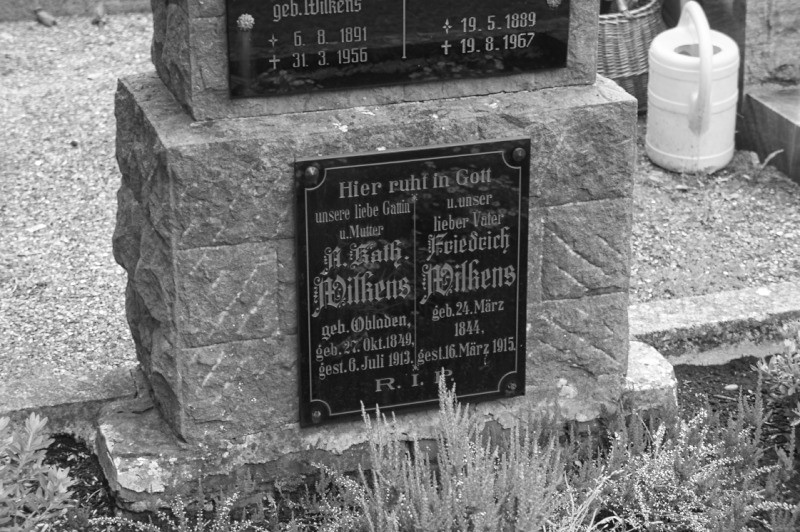 geb. Wilkens
6. 8. 1891
31. 3. 1956
19. 5. 1889
19. 8. 1967
Hier ruht in Gott
unsere liebe Gattin
u. Mutter
A. Kath.
Wilkens
geb. Obladen,
geb. 27. Okt. 1849,
gest. 8. Juli 1913.
u. unser
lieber Vater
Friedrich
Wilkens
geb. 24. März
1844,
gest. 16. März 1915.
R. I. P.